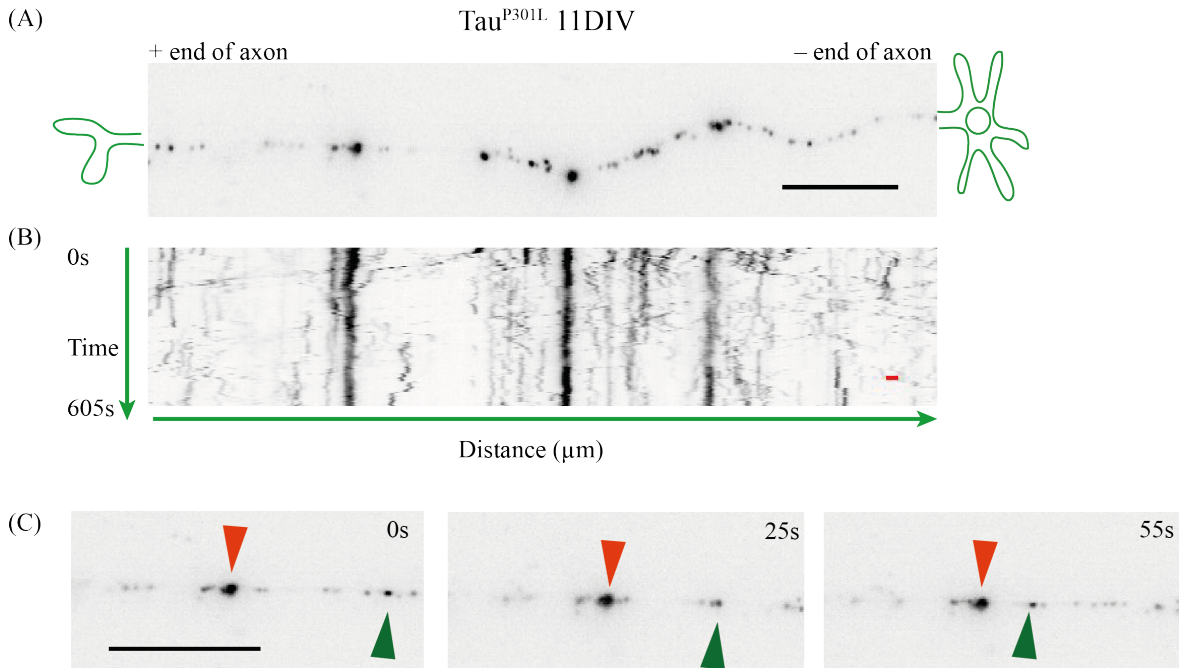 (A)
Tau^P301L 11DIV
+ end of axon
– end of axon
(B)
0s
Time
605s
Distance (µm)
(C)
0s
25s
55s